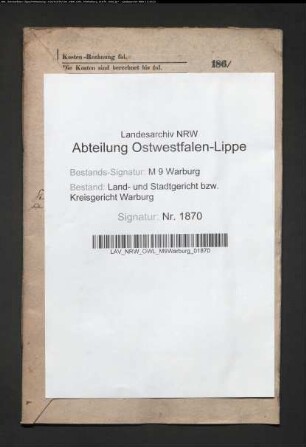 Kosten-Rechnung fol.
Die Kosten sind berechnet bis fol.
186/
Landesarchiv NRW
Abteilung Ostwestfalen-Lippe
Bestands-Signatur: M 9 Warburg
Bestand: Land- und Stadtgericht bzw.
Kreisgericht Warburg
Signatur: Nr. 1870
LAV_NRW_OWL_M9Warburg_01870